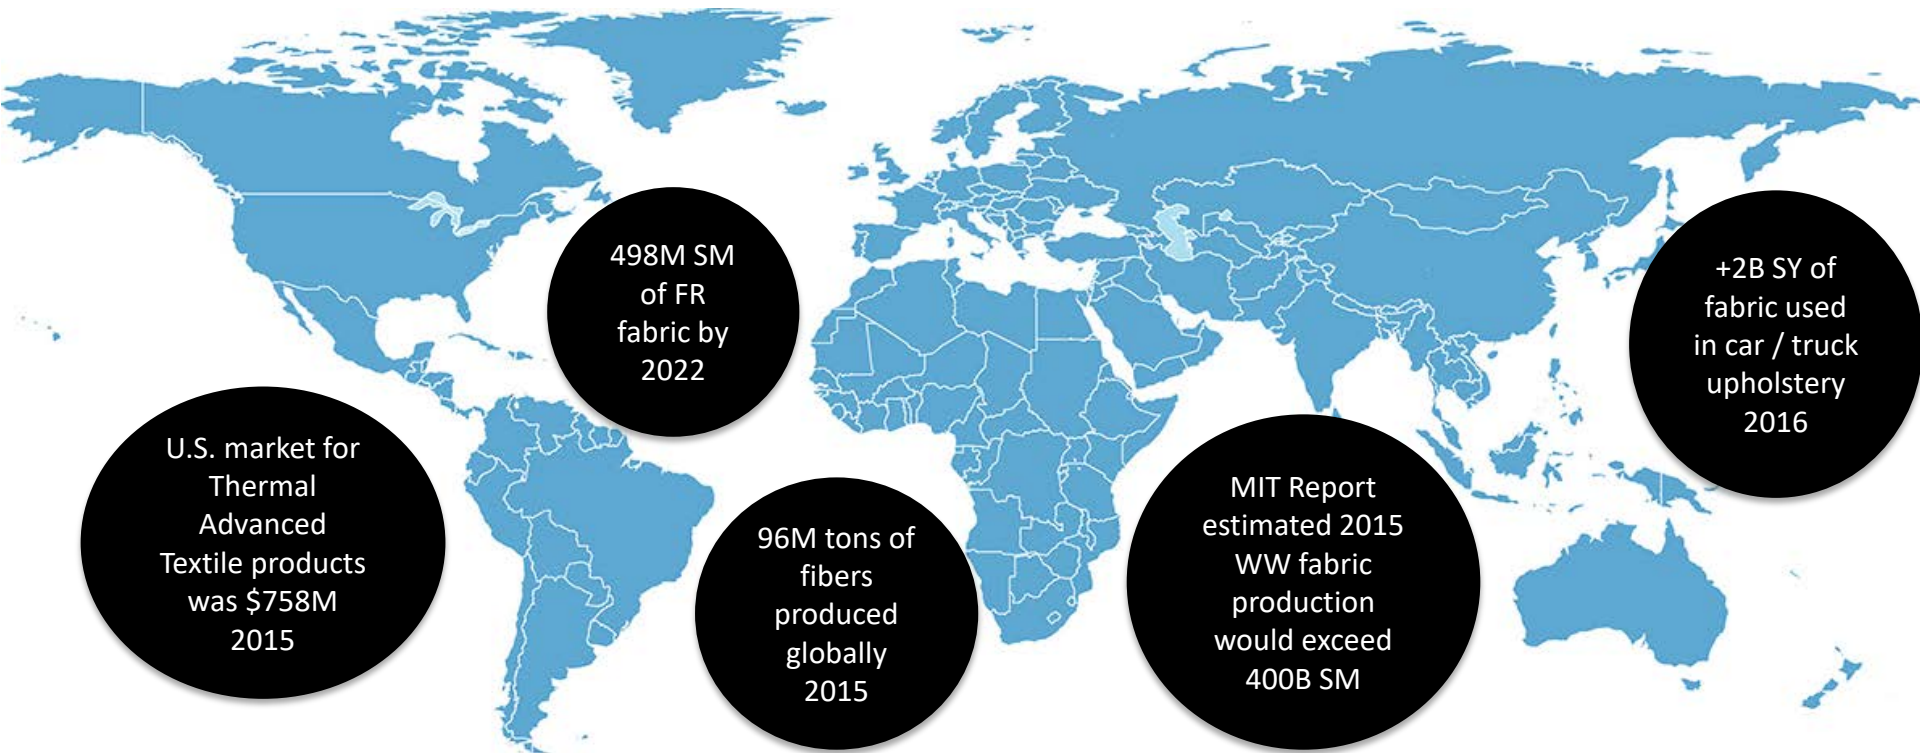 498M SM
of FR
fabric by
2022
+2B SY of
fabric used
in car / truck
upholstery
2016
U.S. market for
Thermal
Advanced
Textile products
was $758M
2015
96M tons of
fibers
produced
globally
2015
MIT Report
estimated 2015
WW fabric
production
would exceed
400B SM